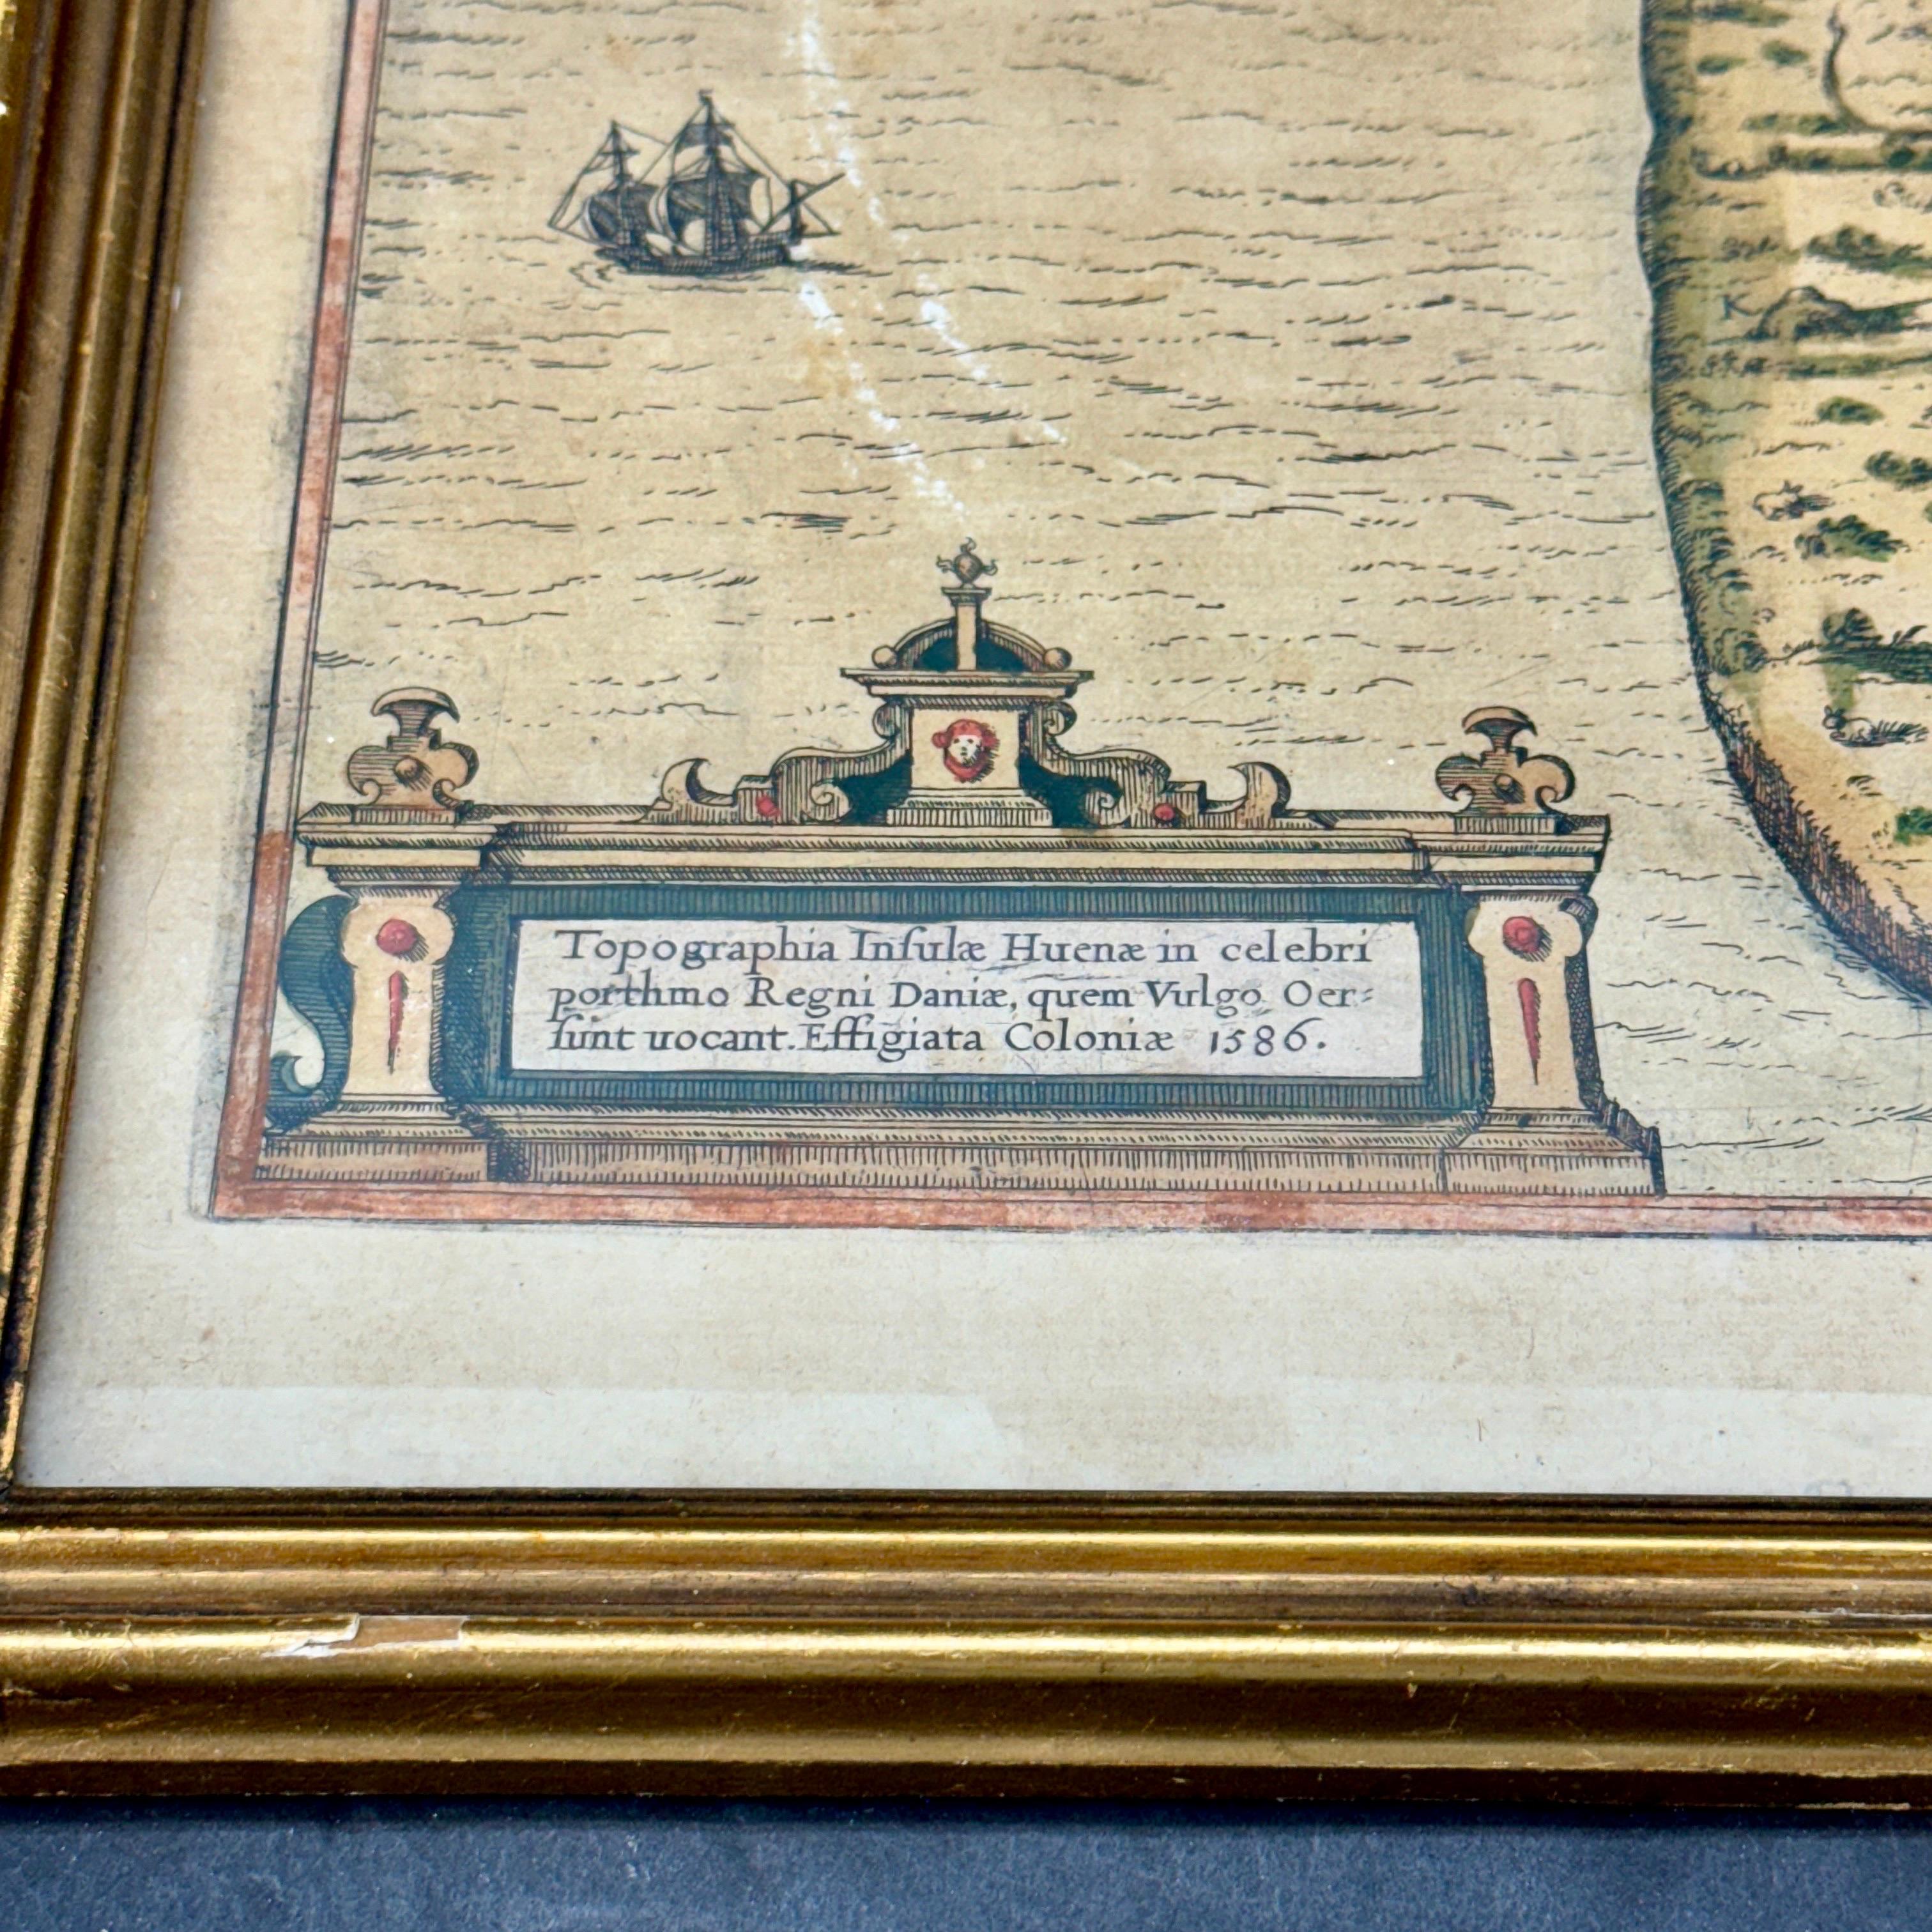 K
Topographia Inſulæ Huenæ in celebri
porthmo Regni Daniæ, quem Vulgo Oer⸗
ſunt uocant. Effigiata Coloniæ 1586.